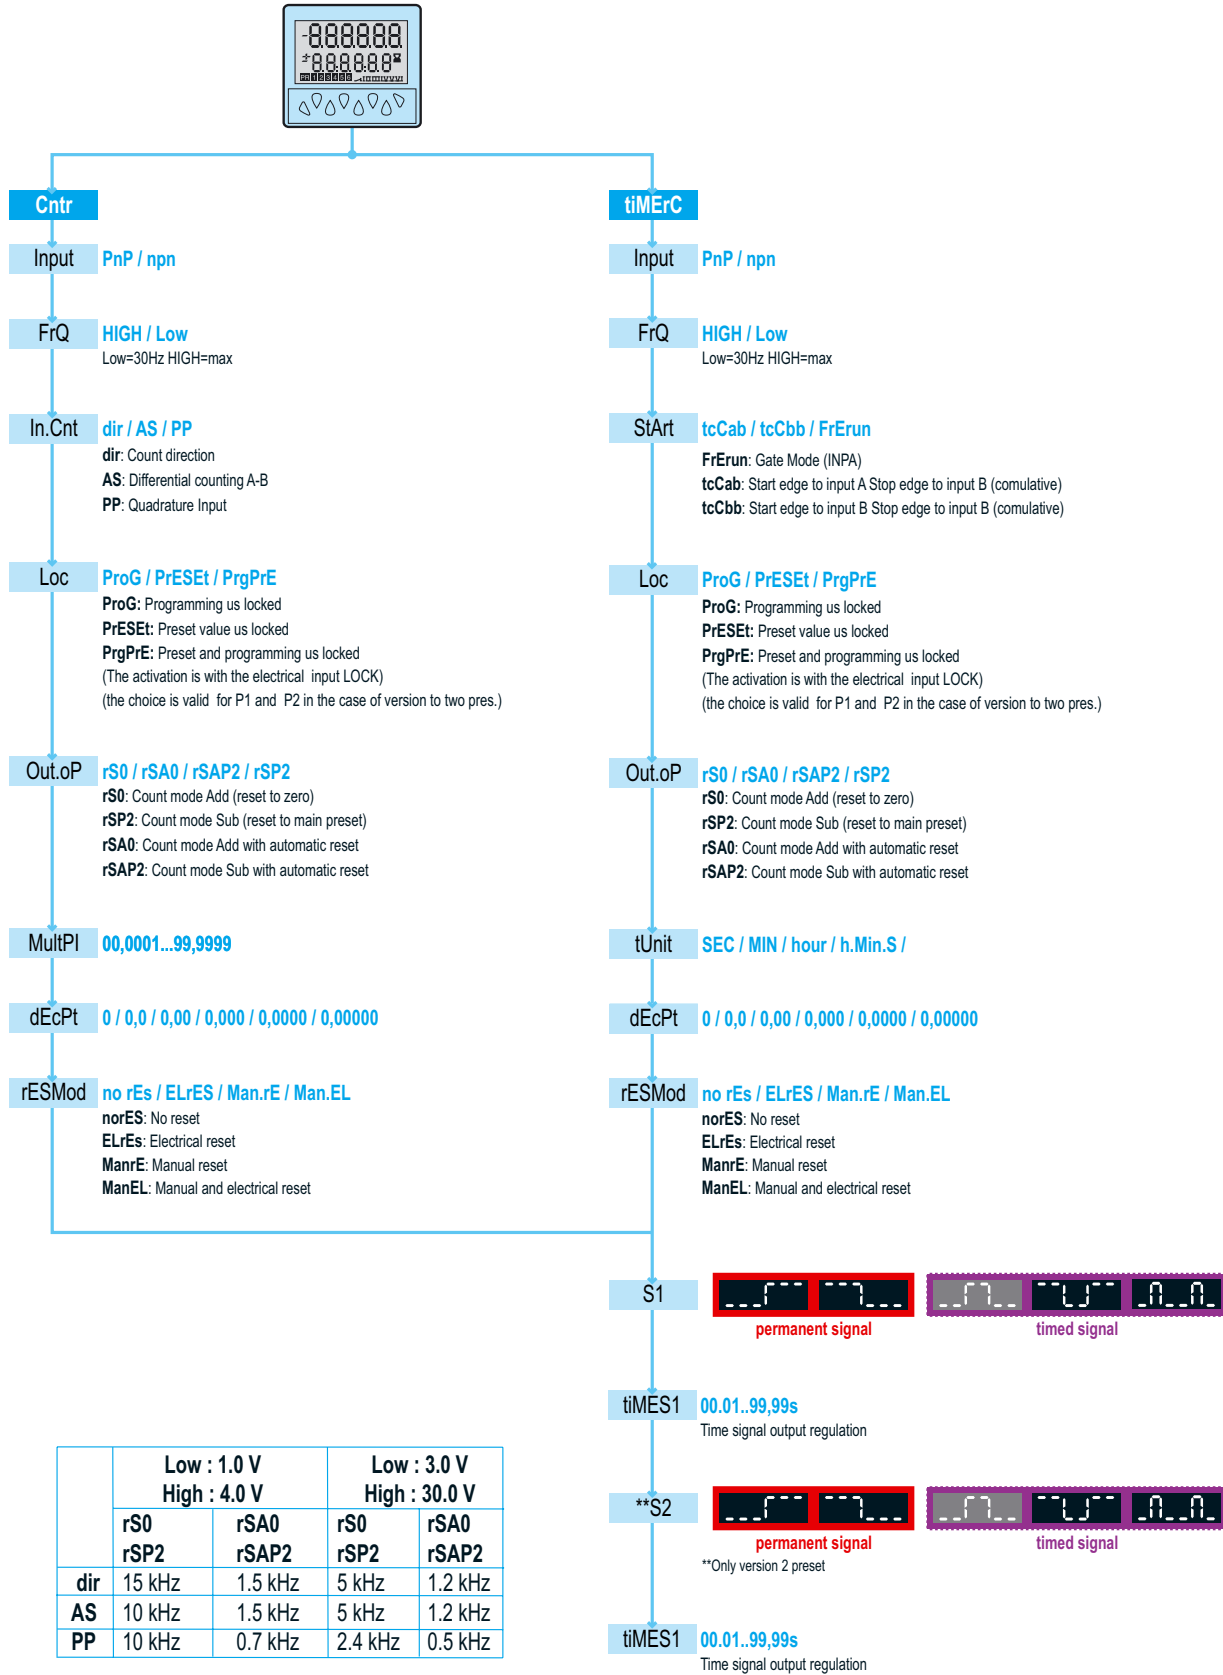 -8.8.8.8.8.8
8.8.8.8.8
PR 1 2 3 4 5 6
Cntr
Input PnP / npn
FrQ HIGH / Low
Low=30Hz HIGH=max
In.Cnt dir / AS / PP
dir: Count direction
AS: Differential counting A-B
PP: Quadrature Input
Loc ProG / PrESEt / PrgPrE
ProG: Programming us locked
PrESEt: Preset value us locked
PrgPrE: Preset and programming us locked
(The activation is with the electrical input LOCK)
(the choice is valid for P1 and P2 in the case of version to two pres.)
Out.oP rS0 / rSA0 / rSAP2 / rSP2
rS0: Count mode Add (reset to zero)
rSP2: Count mode Sub (reset to main preset)
rSA0: Count mode Add with automatic reset
rSAP2: Count mode Sub with automatic reset
MultPl 00,0001...99,9999
dEcPt 0 / 0,0 / 0,00 / 0,000 / 0,0000 / 0,00000
rESMod no rEs / ELrES / Man.rE / Man.EL
norES: No reset
ELrEs: Electrical reset
ManrE: Manual reset
ManEL: Manual and electrical reset
tiMErC
Input PnP / npn
FrQ HIGH / Low
Low=30Hz HIGH=max
StArt tcCab / tcCbb / FrErun
FrErun: Gate Mode (INPA)
tcCab: Start edge to input A Stop edge to input B (comulative)
tcCbb: Start edge to input B Stop edge to input B (comulative)
Loc ProG / PrESEt / PrgPrE
ProG: Programming us locked
PrESEt: Preset value us locked
PrgPrE: Preset and programming us locked
(The activation is with the electrical input LOCK)
(the choice is valid for P1 and P2 in the case of version to two pres.)
Out.oP rS0 / rSA0 / rSAP2 / rSP2
rS0: Count mode Add (reset to zero)
rSP2: Count mode Sub (reset to main preset)
rSA0: Count mode Add with automatic reset
rSAP2: Count mode Sub with automatic reset
tUnit SEC / MIN / hour / h.Min.S /
dEcPt 0 / 0,0 / 0,00 / 0,000 / 0,0000 / 0,00000
rESMod no rEs / ELrES / Man.rE / Man.EL
norES: No reset
ELrEs: Electrical reset
ManrE: Manual reset
ManEL: Manual and electrical reset
S1
permanent signal timed signal
tiMES1 00.01..99,99s
Time signal output regulation
**S2
permanent signal timed signal
**Only version 2 preset
tiMES1 00.01..99,99s
Time signal output regulation
Low : 1.0 V Low : 3.0 V
High : 4.0 V High : 30.0 V
rS0 rSA0 rS0 rSA0
rSP2 rSAP2 rSP2 rSAP2
dir 15 kHz 1.5 kHz 5 kHz 1.2 kHz
AS 10 kHz 1.5 kHz 5 kHz 1.2 kHz
PP 10 kHz 0.7 kHz 2.4 kHz 0.5 kHz